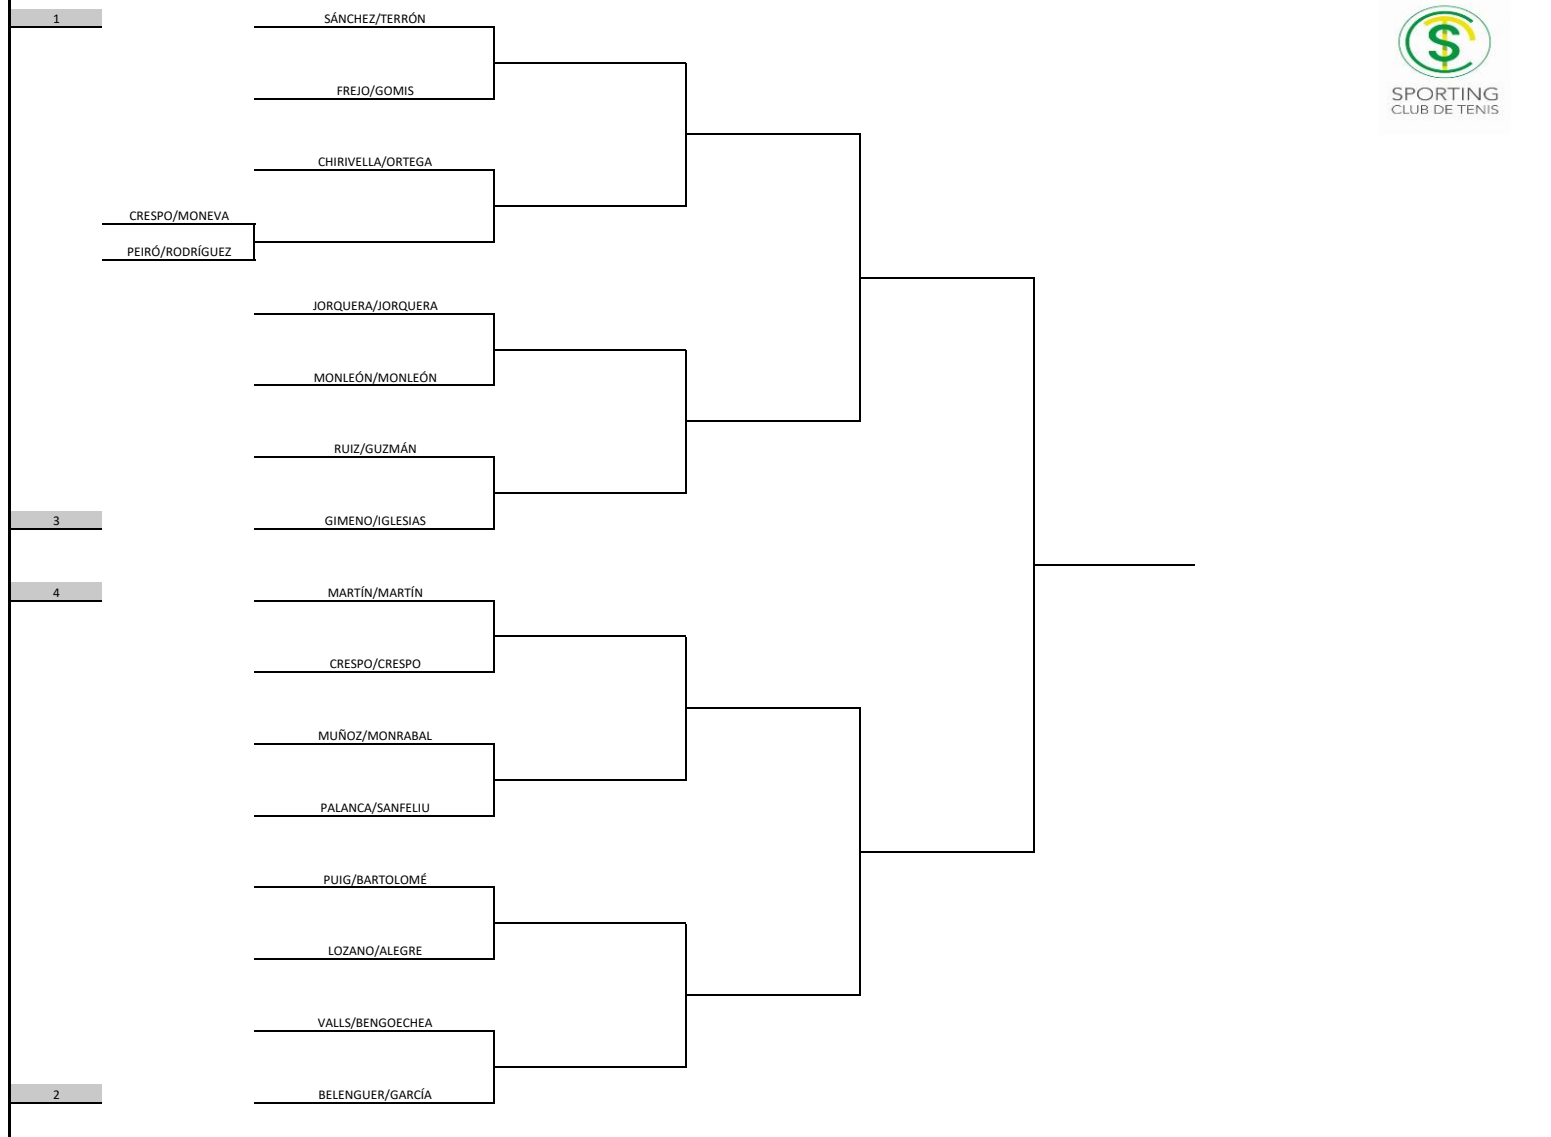 1
SÁNCHEZ/TERRÓN
FREJO/GOMIS
CHIRIVELLA/ORTEGA
CRESPO/MONEVA
PEIRÓ/RODRÍGUEZ
JORQUERA/JORQUERA
MONLEÓN/MONLEÓN
RUIZ/GUZMÁN
3
GIMENO/IGLESIAS
4
MARTÍN/MARTÍN
CRESPO/CRESPO
MUÑOZ/MONRABAL
PALANCA/SANFELIU
PUIG/BARTOLOMÉ
LOZANO/ALEGRE
VALLS/BENGOECHEA
2
BELENGUER/GARCÍA
SPORTING
CLUB DE TENIS